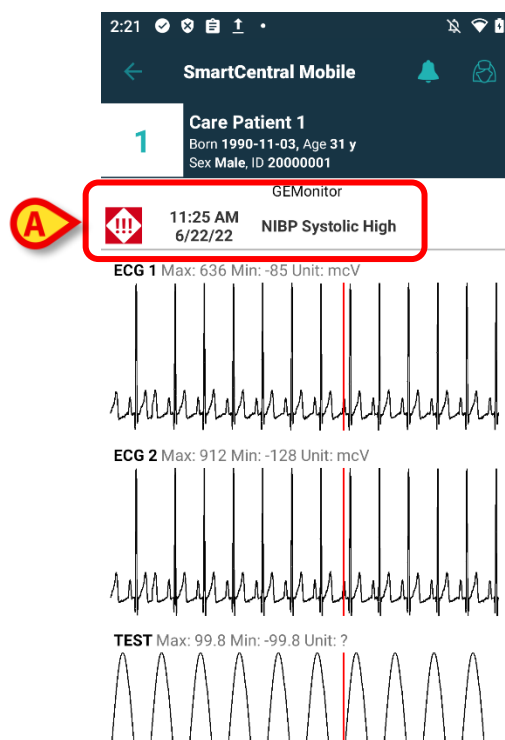 2:21
SmartCentral Mobile
1
Care Patient 1
Born 1990-11-03, Age 31 y
Sex Male, ID 20000001
GEMonitor
A
!!!
11:25 AM
6/22/22
NIBP Systolic High
ECG 1 Max: 636 Min: -85 Unit: mcV
ECG 2 Max: 912 Min: -128 Unit: mcV
TEST Max: 99.8 Min: -99.8 Unit: ?